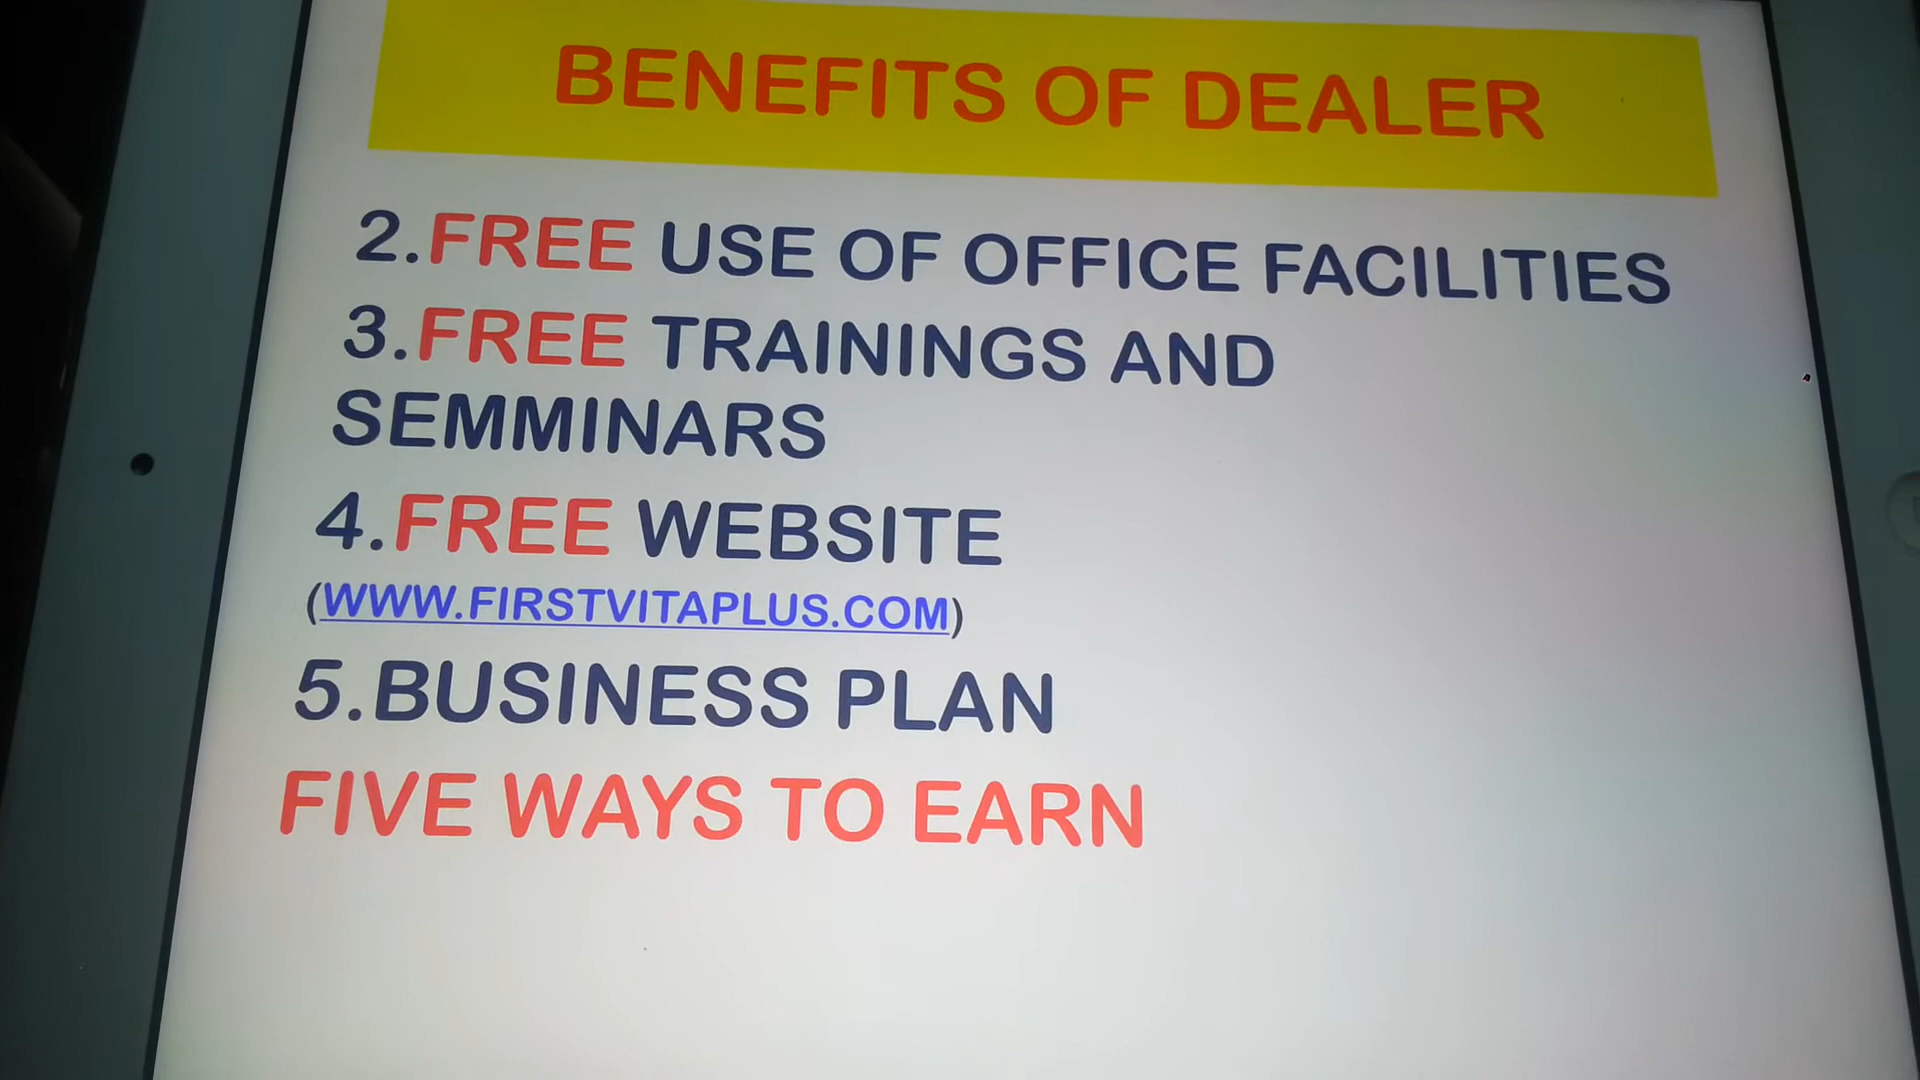 BENEFITS OF DEALER
2.FREE USE OF OFFICE FACILITIES
3.FREE TRAININGS AND
SEMMINARS
4.FREE WEBSITE
(WWW.FIRSTVITAPLUS.COM)
5.BUSINESS PLAN
FIVE WAYS TO EARN